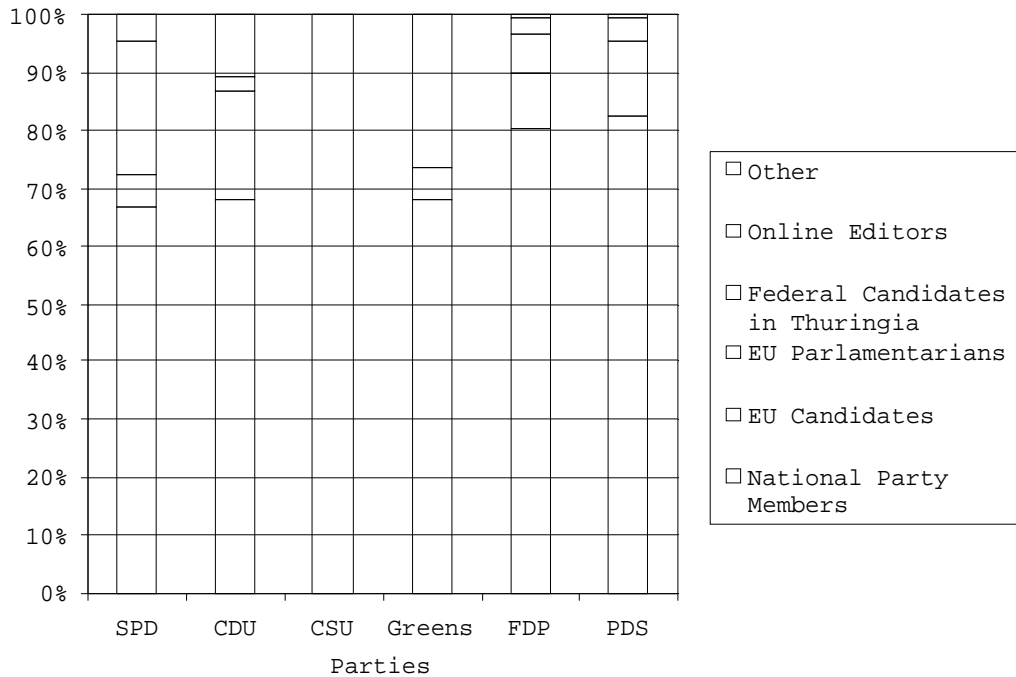 100%
90%
80%
70%
60%
50%
40%
30%
20%
10%
0%
SPD CDU CSU Greens FDP PDS
Parties
Other
Online Editors
Federal Candidates
in Thuringia
EU Parlamentarians
EU Candidates
National Party
Members